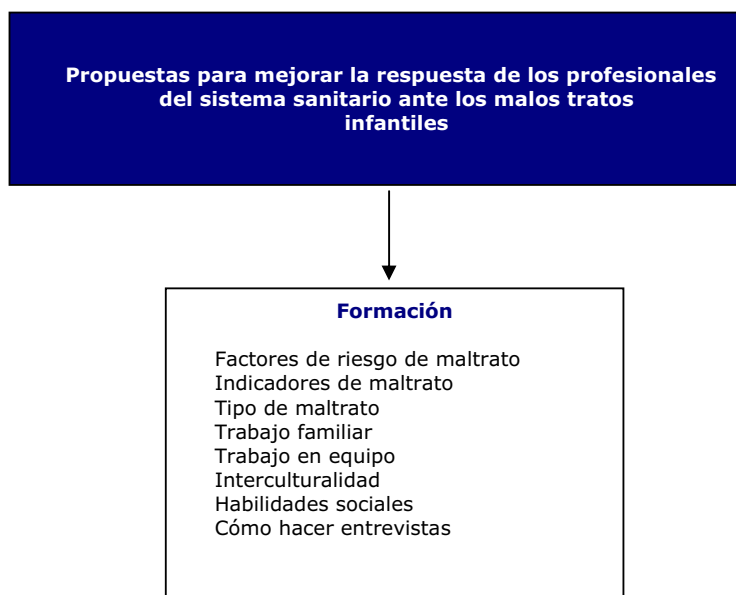 Propuestas para mejorar la respuesta de los profesionales
del sistema sanitario ante los malos tratos
infantiles
Formación
Factores de riesgo de maltrato
Indicadores de maltrato
Tipo de maltrato
Trabajo familiar
Trabajo en equipo
Interculturalidad
Habilidades sociales
Cómo hacer entrevistas